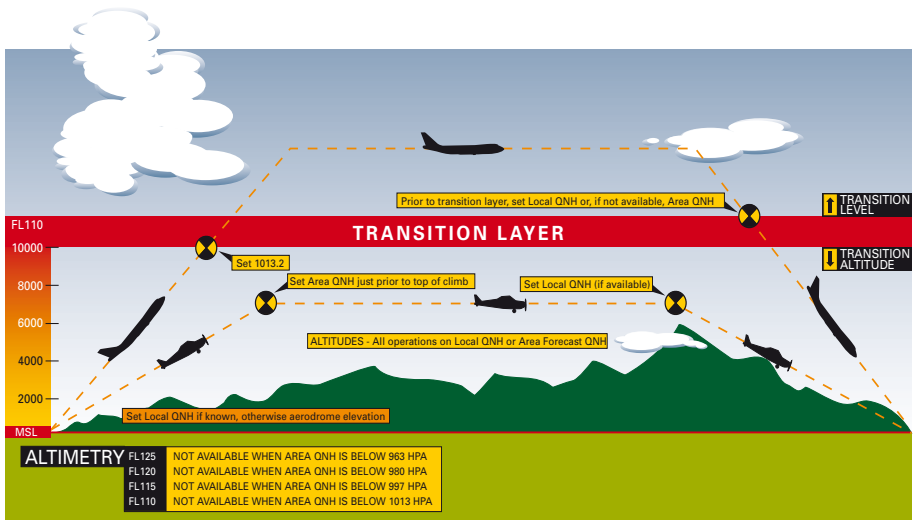 Prior to transition layer, set Local QNH or, if not available, Area QNH
TRANSITION
LEVEL
FL110
TRANSITION LAYER
10000
TRANSITION
ALTITUDE
Set 1013.2
8000
Set Area QNH just prior to top of climb
Set Local QNH (if available)
6000
ALTITUDES - All operations on Local QNH or Area Forecast QNH
4000
2000
Set Local QNH if known, otherwise aerodrome elevation
MSL
ALTIMETRY
FL125 NOT AVAILABLE WHEN AREA QNH IS BELOW 963 HPA
FL120 NOT AVAILABLE WHEN AREA QNH IS BELOW 980 HPA
FL115 NOT AVAILABLE WHEN AREA QNH IS BELOW 997 HPA
FL110 NOT AVAILABLE WHEN AREA QNH IS BELOW 1013 HPA